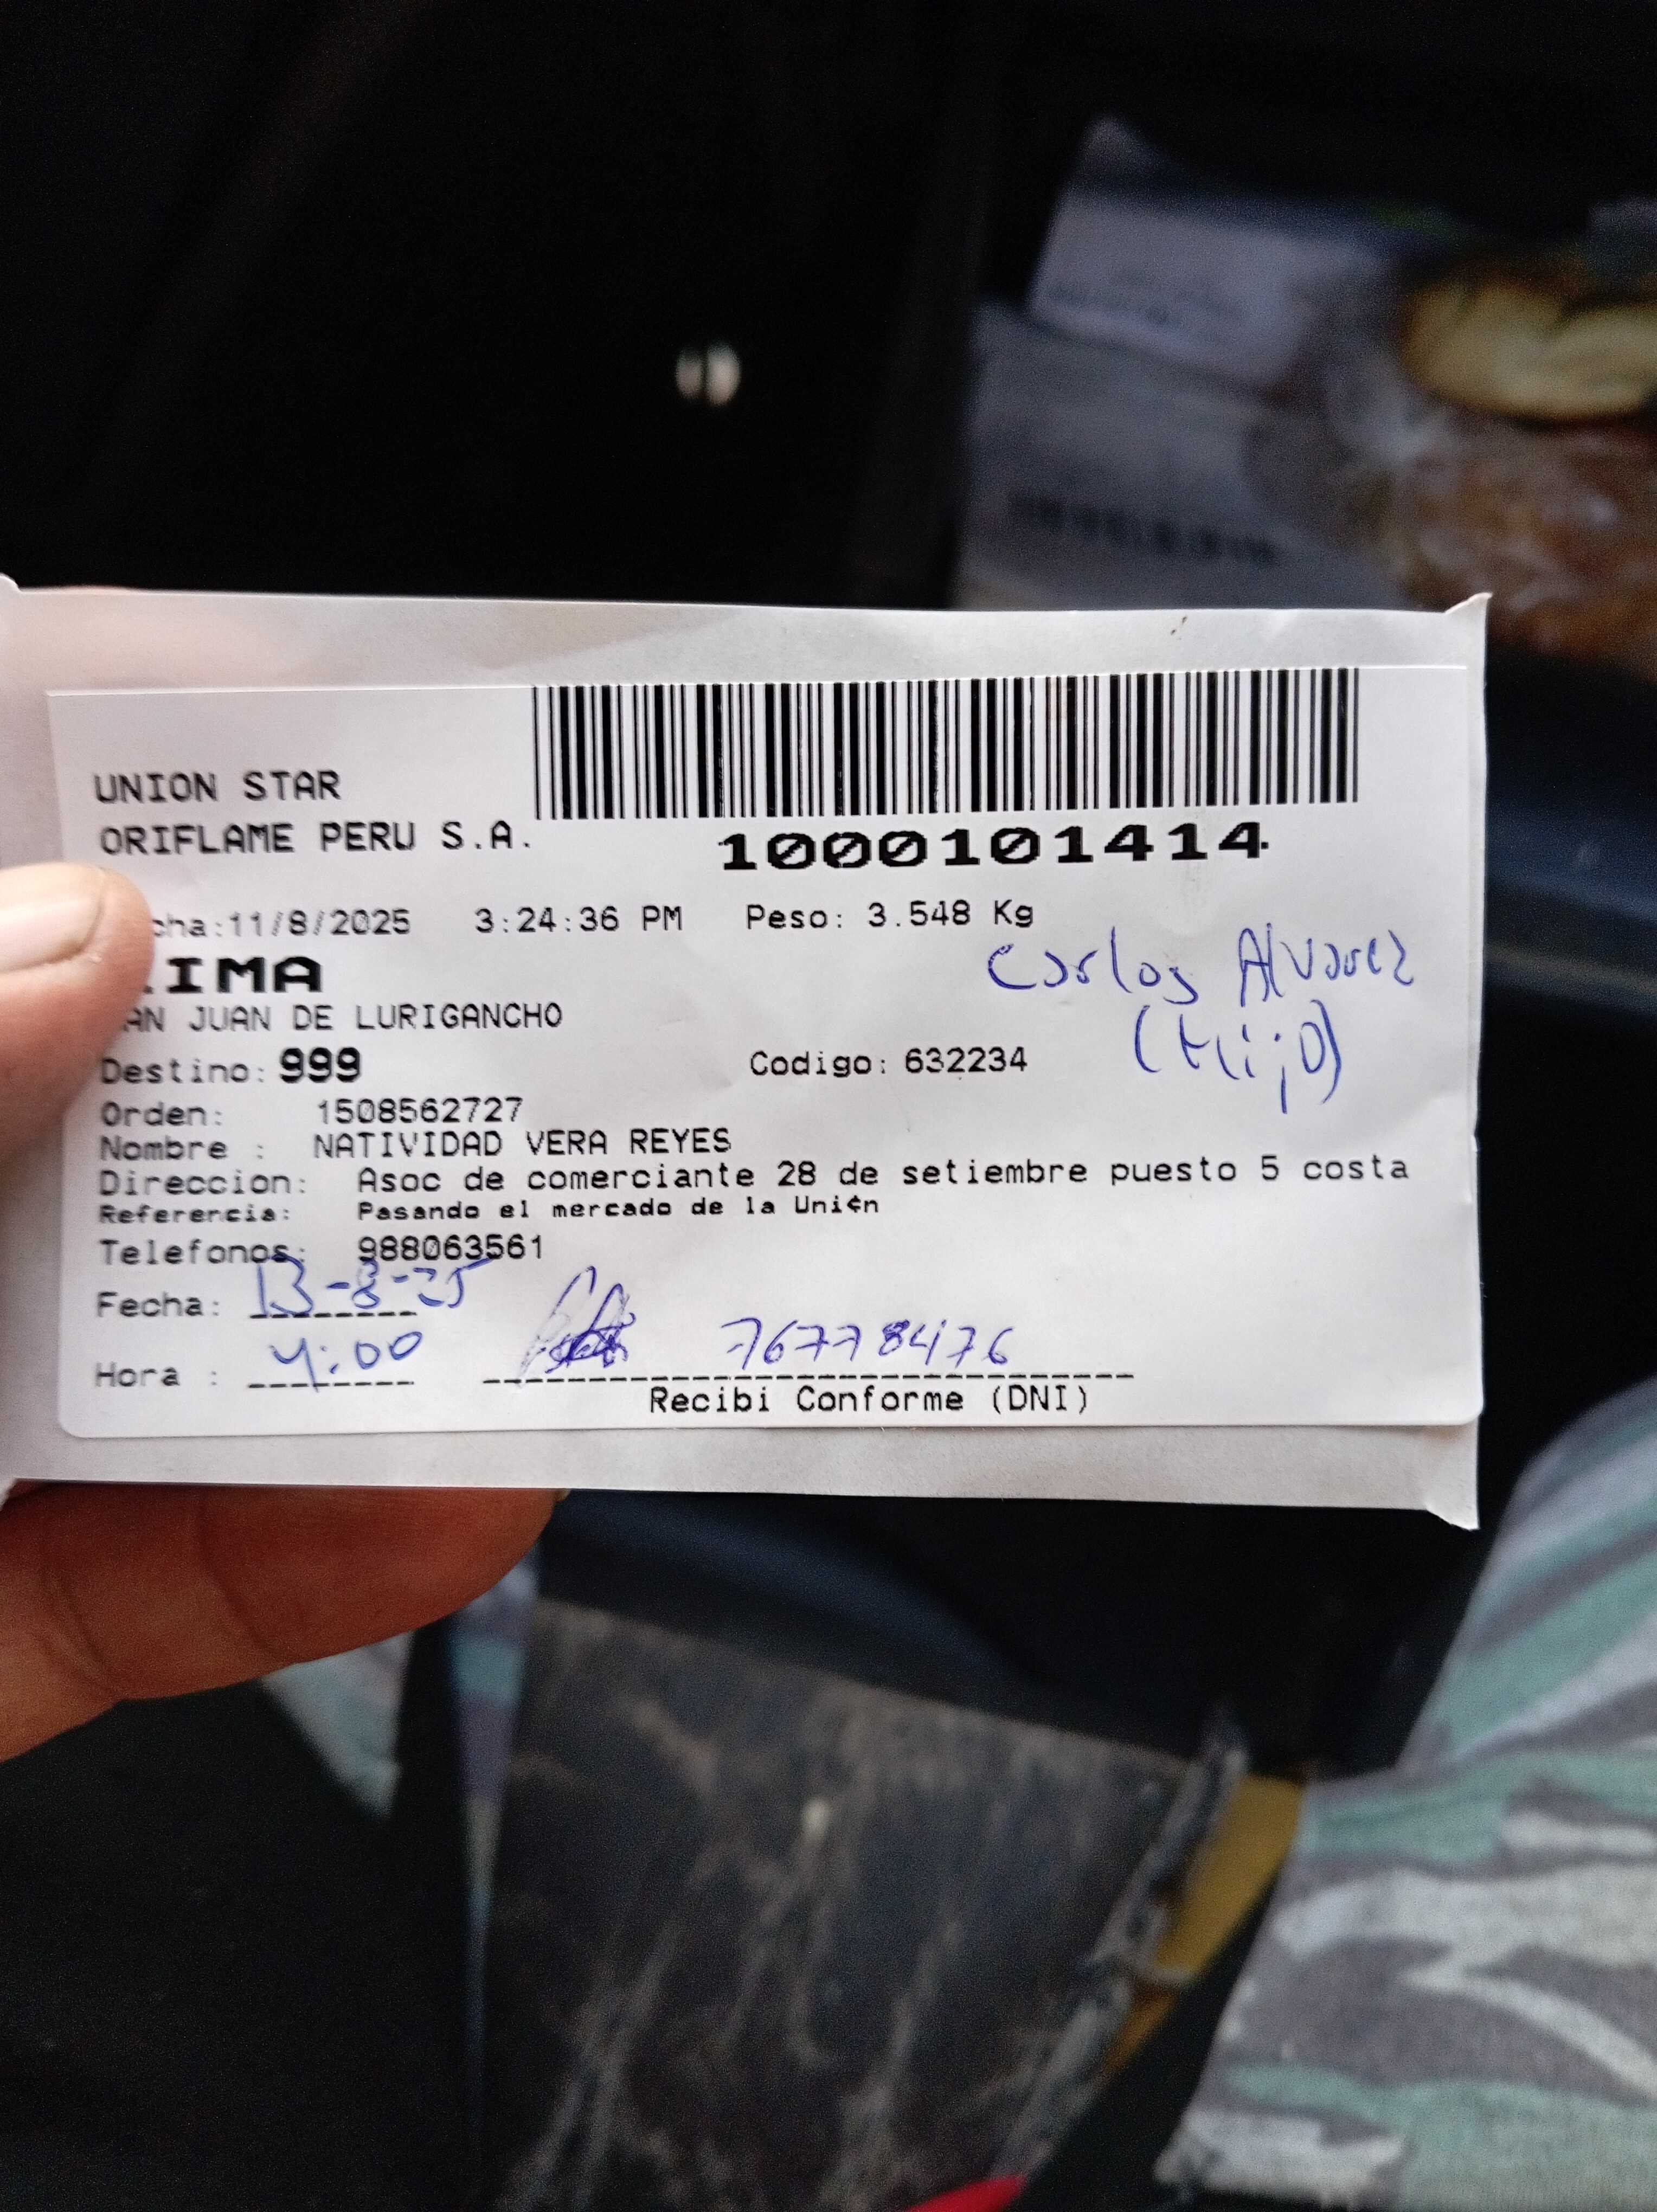 UNION STAR
ORIFLAME PERU S.A.
1000101414
cha:11/8/2025 3:24:36 PM Peso: 3.548 Kg
IMA
AN JUAN DE LURIGANCHO
Carlos Alvarez
(Hijo)
Destino: 999 Codigo: 632234
Orden: 1508562727
Nombre : NATIVIDAD VERA REYES
Direccion: Asoc de comerciante 28 de setiembre puesto 5 costa
Referencia: Pasando el mercado de la Uni¢n
Telefonos: 988063561
Fecha: 13-8-25
Hora : 4:00 76778476
Recibi Conforme (DNI)